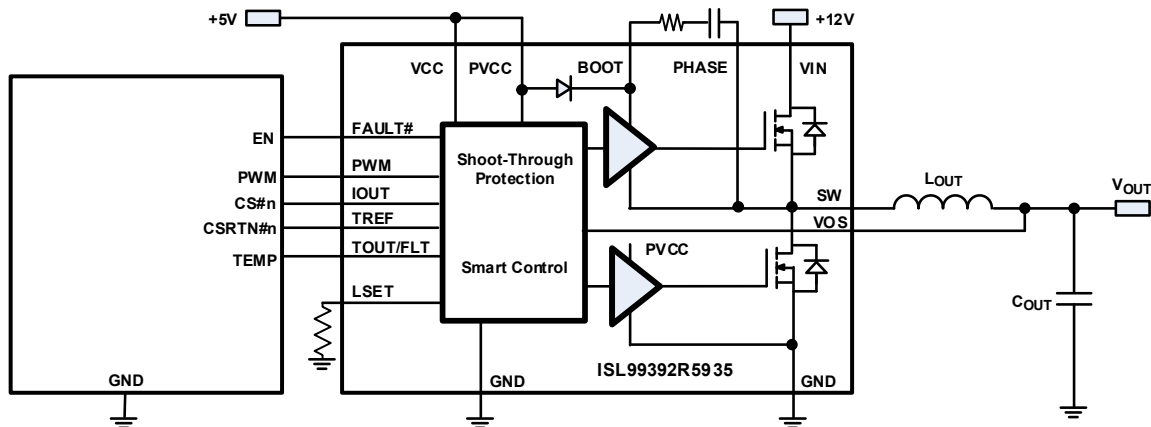 +5V
+12V
VCC
PVCC
BOOT
PHASE
VIN
EN
FAULT#
PWM
PWM
CS#n
IOUT
CSRTN#n
TREF
TEMP
TOUT/FLT
LSET
Shoot-Through
Protection
Smart Control
SW
LOUT
VOUT
VOS
PVCC
COUT
ISL99392R5935
GND
GND
GND